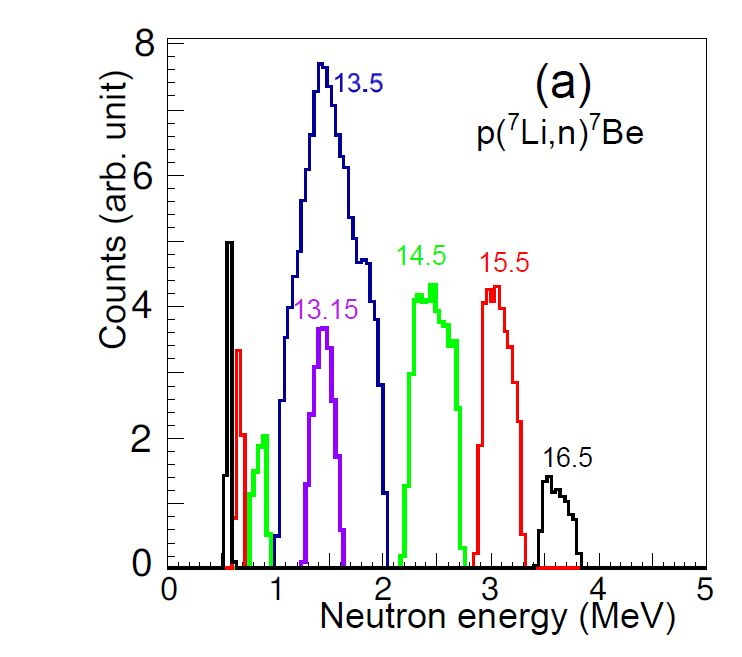 8
(a)
13.5
p(⁷Li,n)⁷Be
6
14.5
15.5
4
13.15
2
16.5
0
0 1 2 3 4 5
Neutron energy (MeV)
Counts (arb. unit)